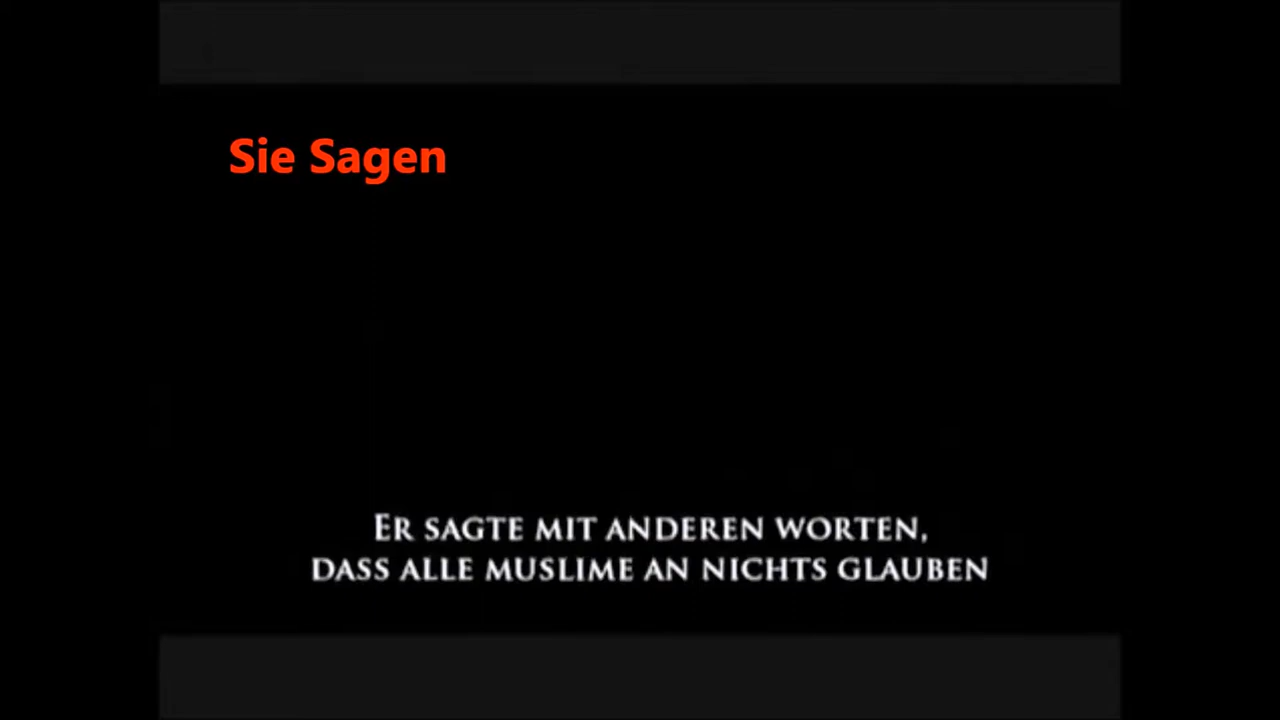 Sie Sagen
ER SAGTE MIT ANDEREN WORTEN,
DASS ALLE MUSLIME AN NICHTS GLAUBEN